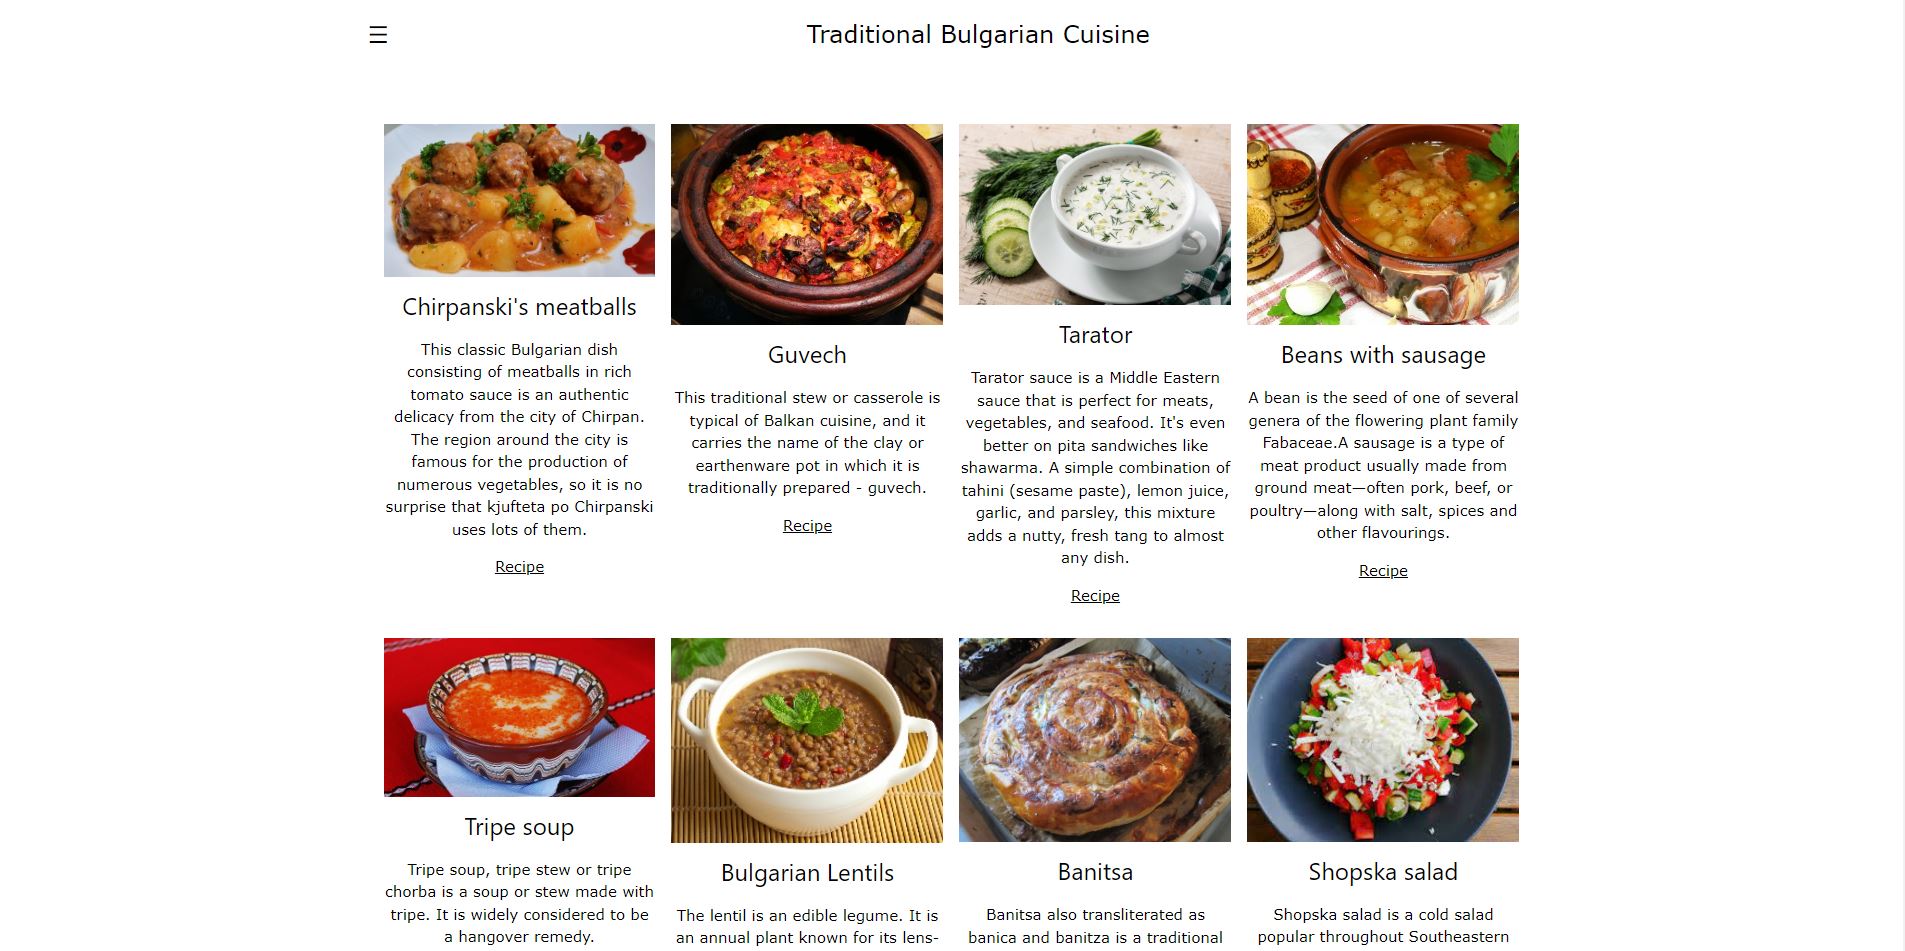 ☰
Traditional Bulgarian Cuisine
Chirpanski's meatballs
This classic Bulgarian dish
consisting of meatballs in rich
tomato sauce is an authentic
delicacy from the city of Chirpan.
The region around the city is
famous for the production of
numerous vegetables, so it is no
surprise that kjufteta po Chirpanski
uses lots of them.
Recipe
Guvech
This traditional stew or casserole is
typical of Balkan cuisine, and it
carries the name of the clay or
earthenware pot in which it is
traditionally prepared - guvech.
Recipe
Tarator
Tarator sauce is a Middle Eastern
sauce that is perfect for meats,
vegetables, and seafood. It's even
better on pita sandwiches like
shawarma. A simple combination of
tahini (sesame paste), lemon juice,
garlic, and parsley, this mixture
adds a nutty, fresh tang to almost
any dish.
Recipe
Beans with sausage
A bean is the seed of one of several
genera of the flowering plant family
Fabaceae.A sausage is a type of
meat product usually made from
ground meat—often pork, beef, or
poultry—along with salt, spices and
other flavourings.
Recipe
Tripe soup
Tripe soup, tripe stew or tripe
chorba is a soup or stew made with
tripe. It is widely considered to be
a hangover remedy.
Bulgarian Lentils
The lentil is an edible legume. It is
an annual plant known for its lens-
Banitsa
Banitsa also transliterated as
banica and banitza is a traditional
Shopska salad
Shopska salad is a cold salad
popular throughout Southeastern